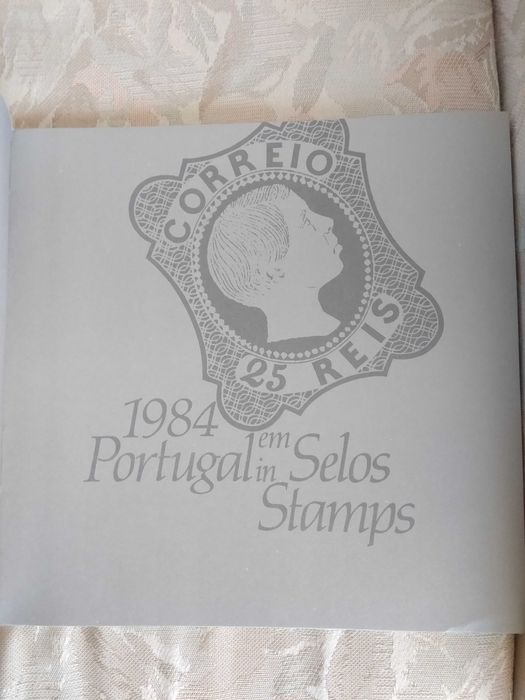 CORREIO
25 REIS
1984
Portugal em Selos
in Stamps